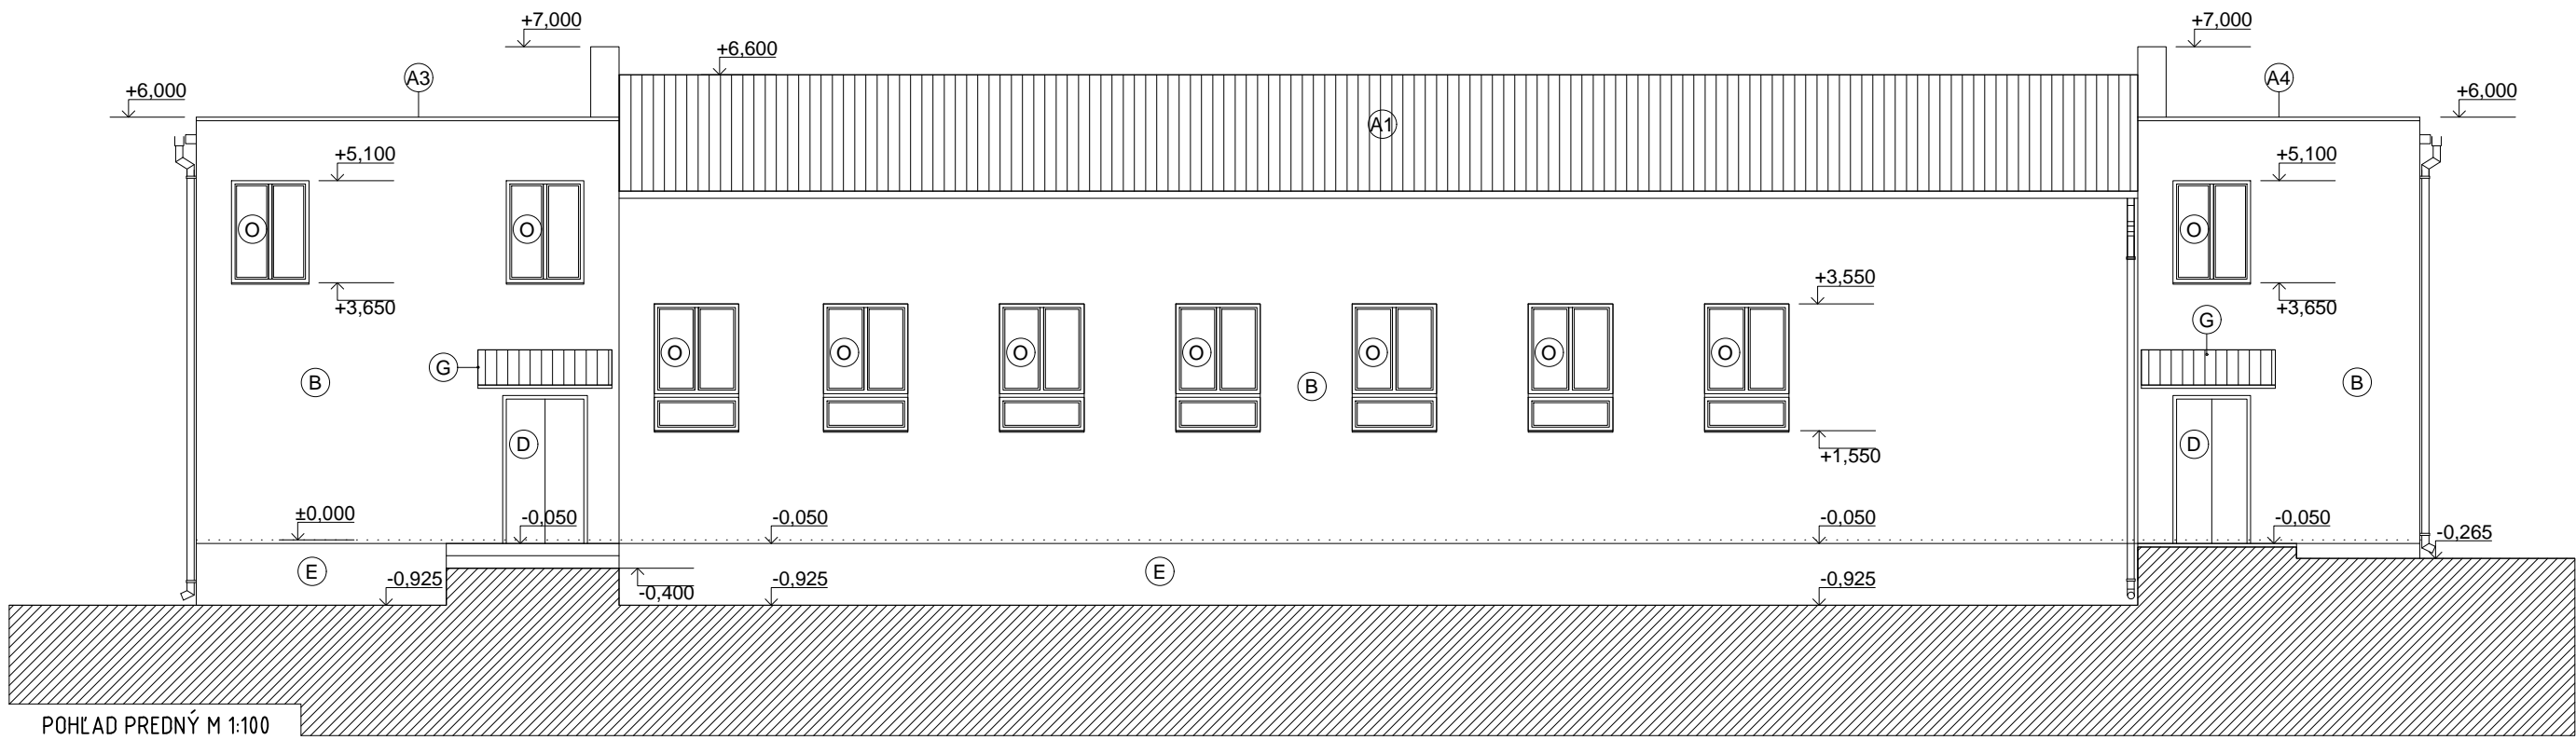 +7,000
+7,000
+6,600
A3
A4
+6,000
+6,000
A1
+5,100
+5,100
O
O
O
+3,650
+3,550
+3,650
G
G
O
O
O
O
O
O
O
B
B
B
D
D
+1,550
±0,000
-0,050
-0,050
-0,050
-0,050
-0,265
E
E
-0,925
-0,400
-0,925
-0,925
POHĽAD PREDNÝ M 1:100